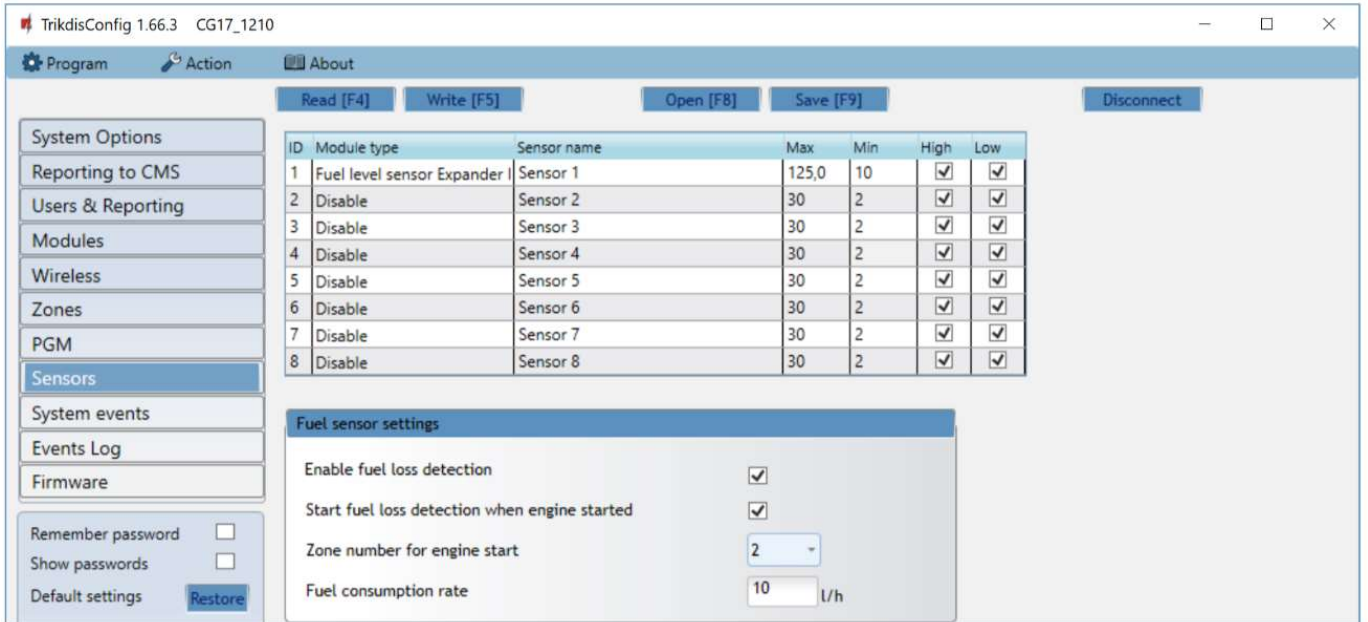 TrikdisConfig 1.66.3 CG17_1210
Program Action About
Read [F4] Write [F5] Open [F8] Save [F9] Disconnect
System Options
Reporting to CMS
Users & Reporting
Modules
Wireless
Zones
PGM
Sensors
System events
Events Log
Firmware
Remember password
Show passwords
Default settings Restore
ID Module type Sensor name Max Min High Low
1 Fuel level sensor Expander Sensor 1 125,0 10
2 Disable Sensor 2 30 2
3 Disable Sensor 3 30 2
4 Disable Sensor 4 30 2
5 Disable Sensor 5 30 2
6 Disable Sensor 6 30 2
7 Disable Sensor 7 30 2
8 Disable Sensor 8 30 2
Fuel sensor settings
Enable fuel loss detection
Start fuel loss detection when engine started
Zone number for engine start 2
Fuel consumption rate 10 l/h